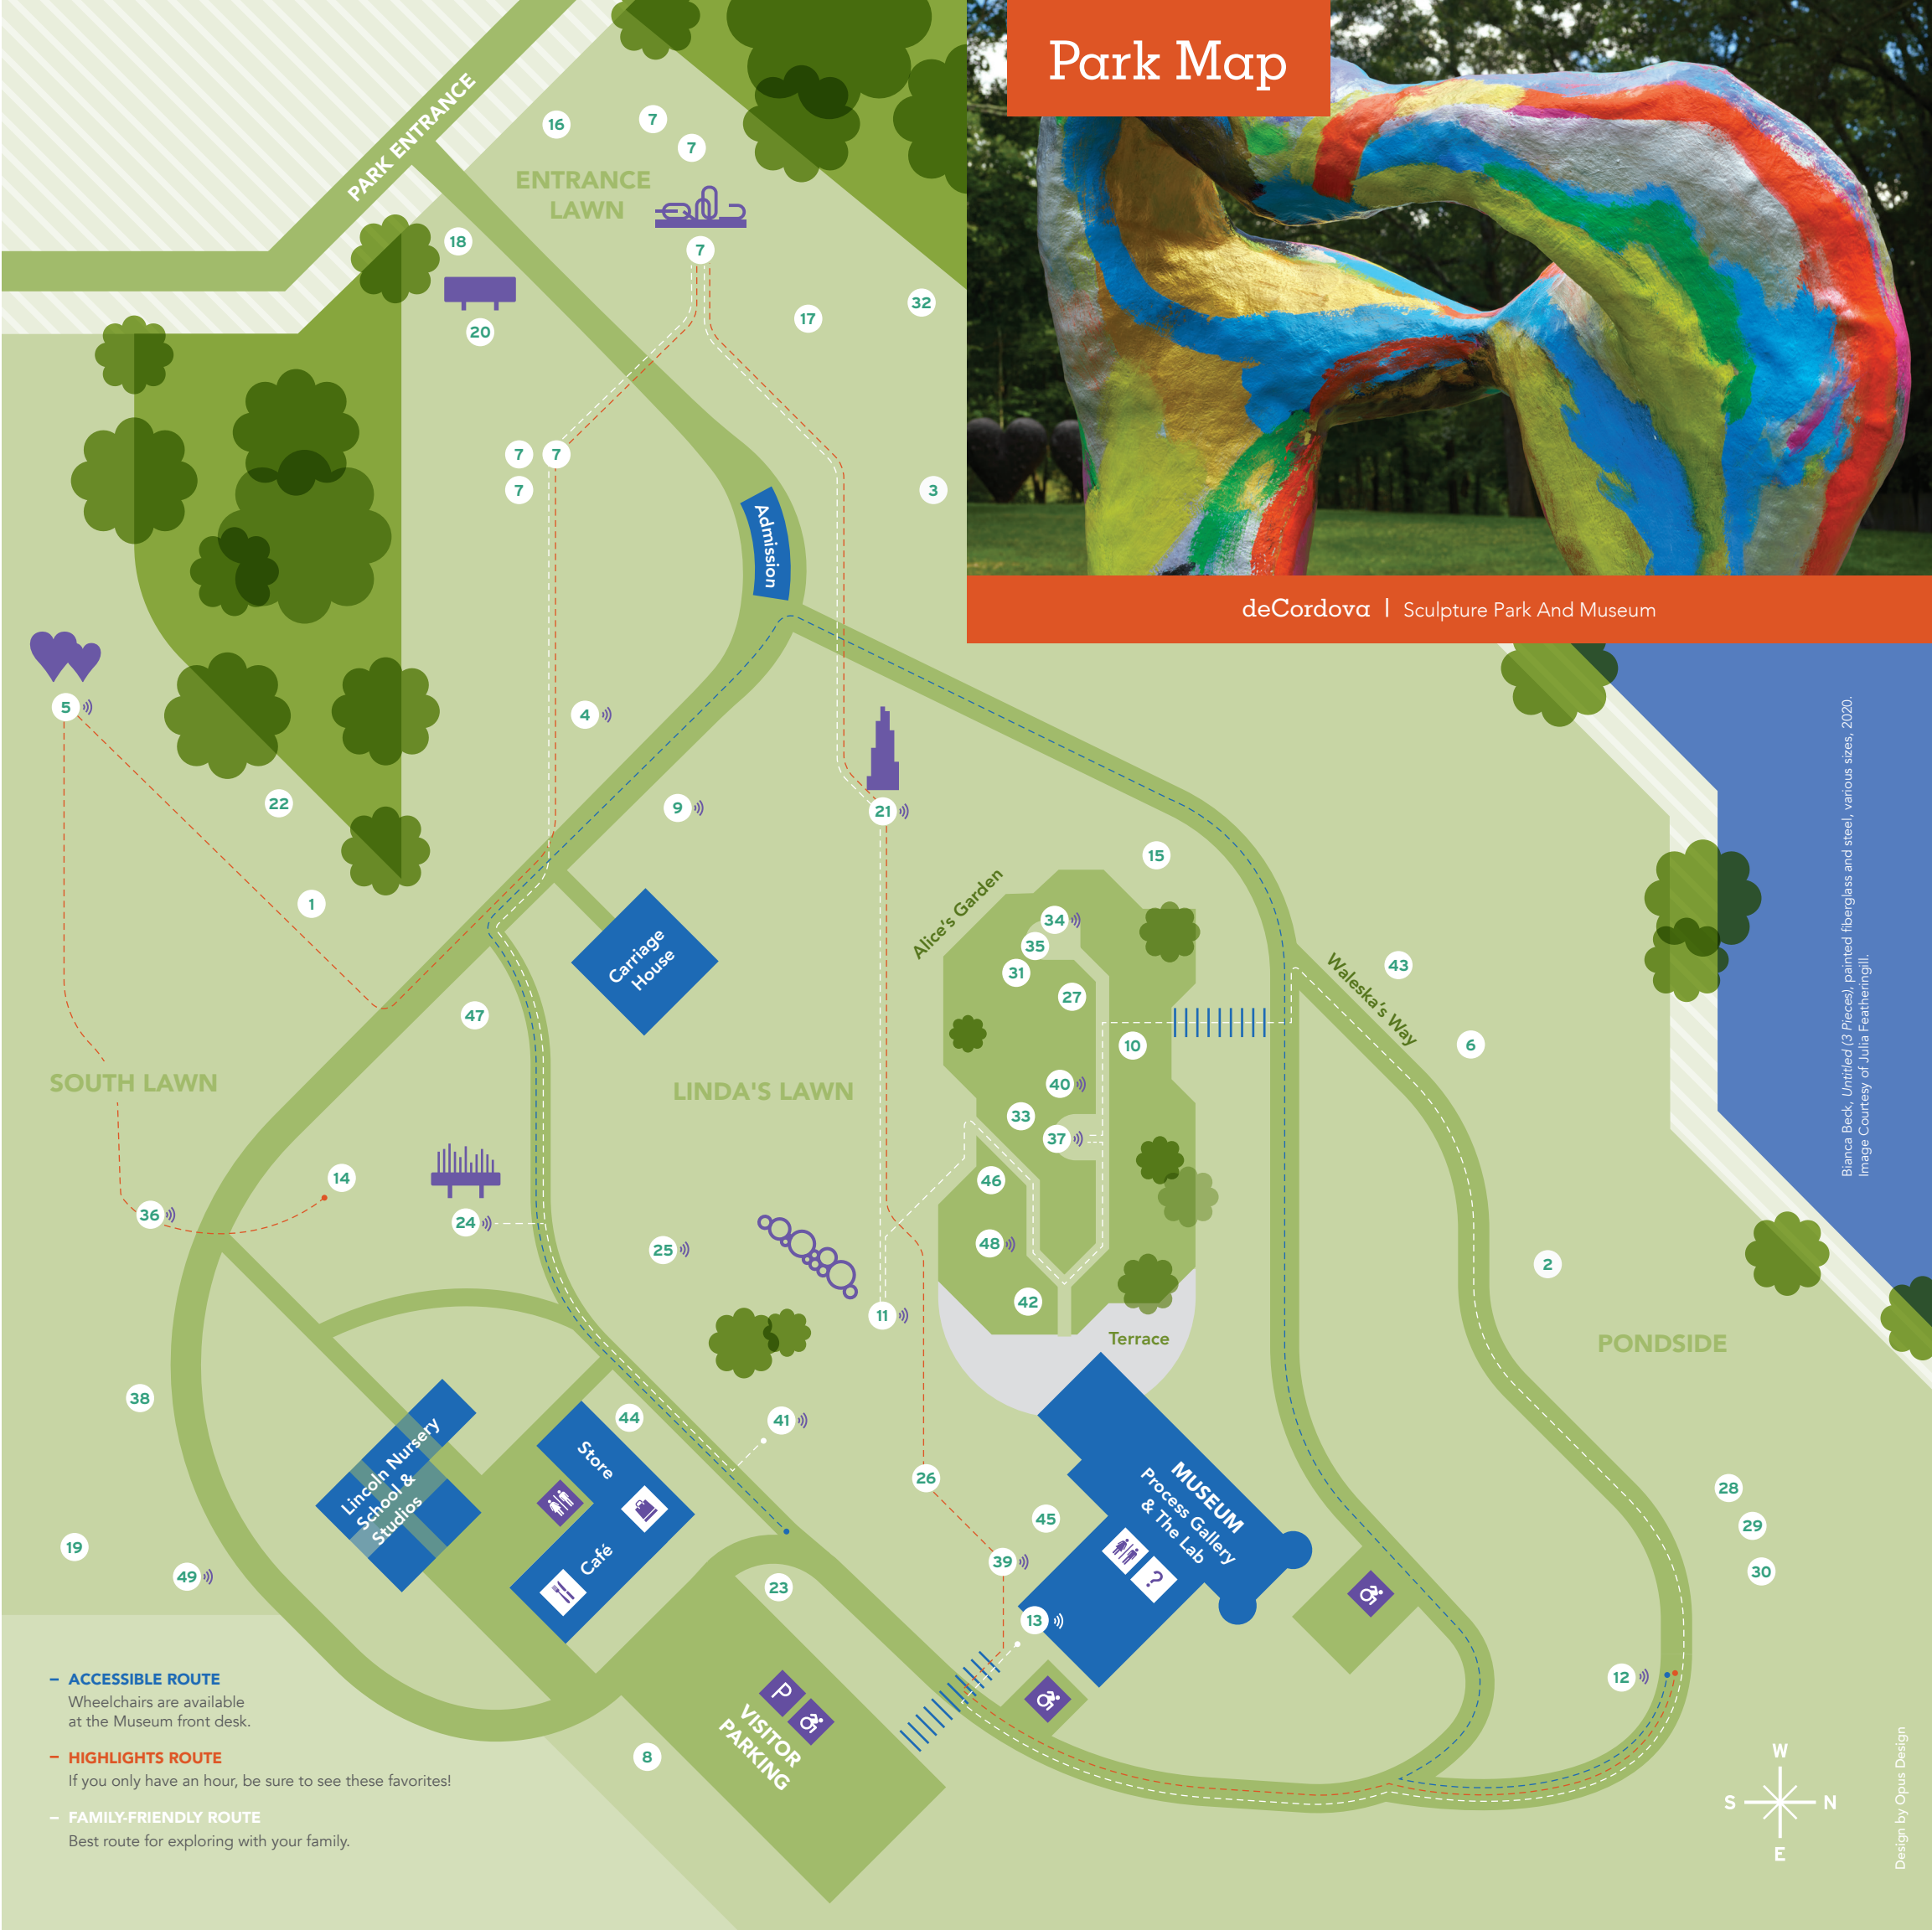 Park Map
deCordova | Sculpture Park And Museum
PARK ENTRANCE
16
7
7
ENTRANCE
LAWN
18
7
20
17
32
7
7
7
3
Admission
5
4
22
9
21
15
1
Alice's Garden
34
35
31
27
Carriage
House
43
Waleska's Way
47
10
6
SOUTH LAWN
LINDA'S LAWN
40
33
37
14
46
36
24
25
48
2
11
42
Terrace
PONDSIDE
38
44
41
Lincoln Nursery
School &
Studios
Store
Café
26
45
MUSEUM
Process Gallery
& The Lab
?
28
29
30
19
49
23
39
13
12
P
VISITOR
PARKING
8
– ACCESSIBLE ROUTE
Wheelchairs are available
at the Museum front desk.
– HIGHLIGHTS ROUTE
If you only have an hour, be sure to see these favorites!
– FAMILY-FRIENDLY ROUTE
Best route for exploring with your family.
W
S
N
E
Bianca Beck, Untitled (3 Pieces), painted fiberglass and steel, various sizes, 2020.
Image Courtesy of Julia Featheringill.
Design by Opus Design